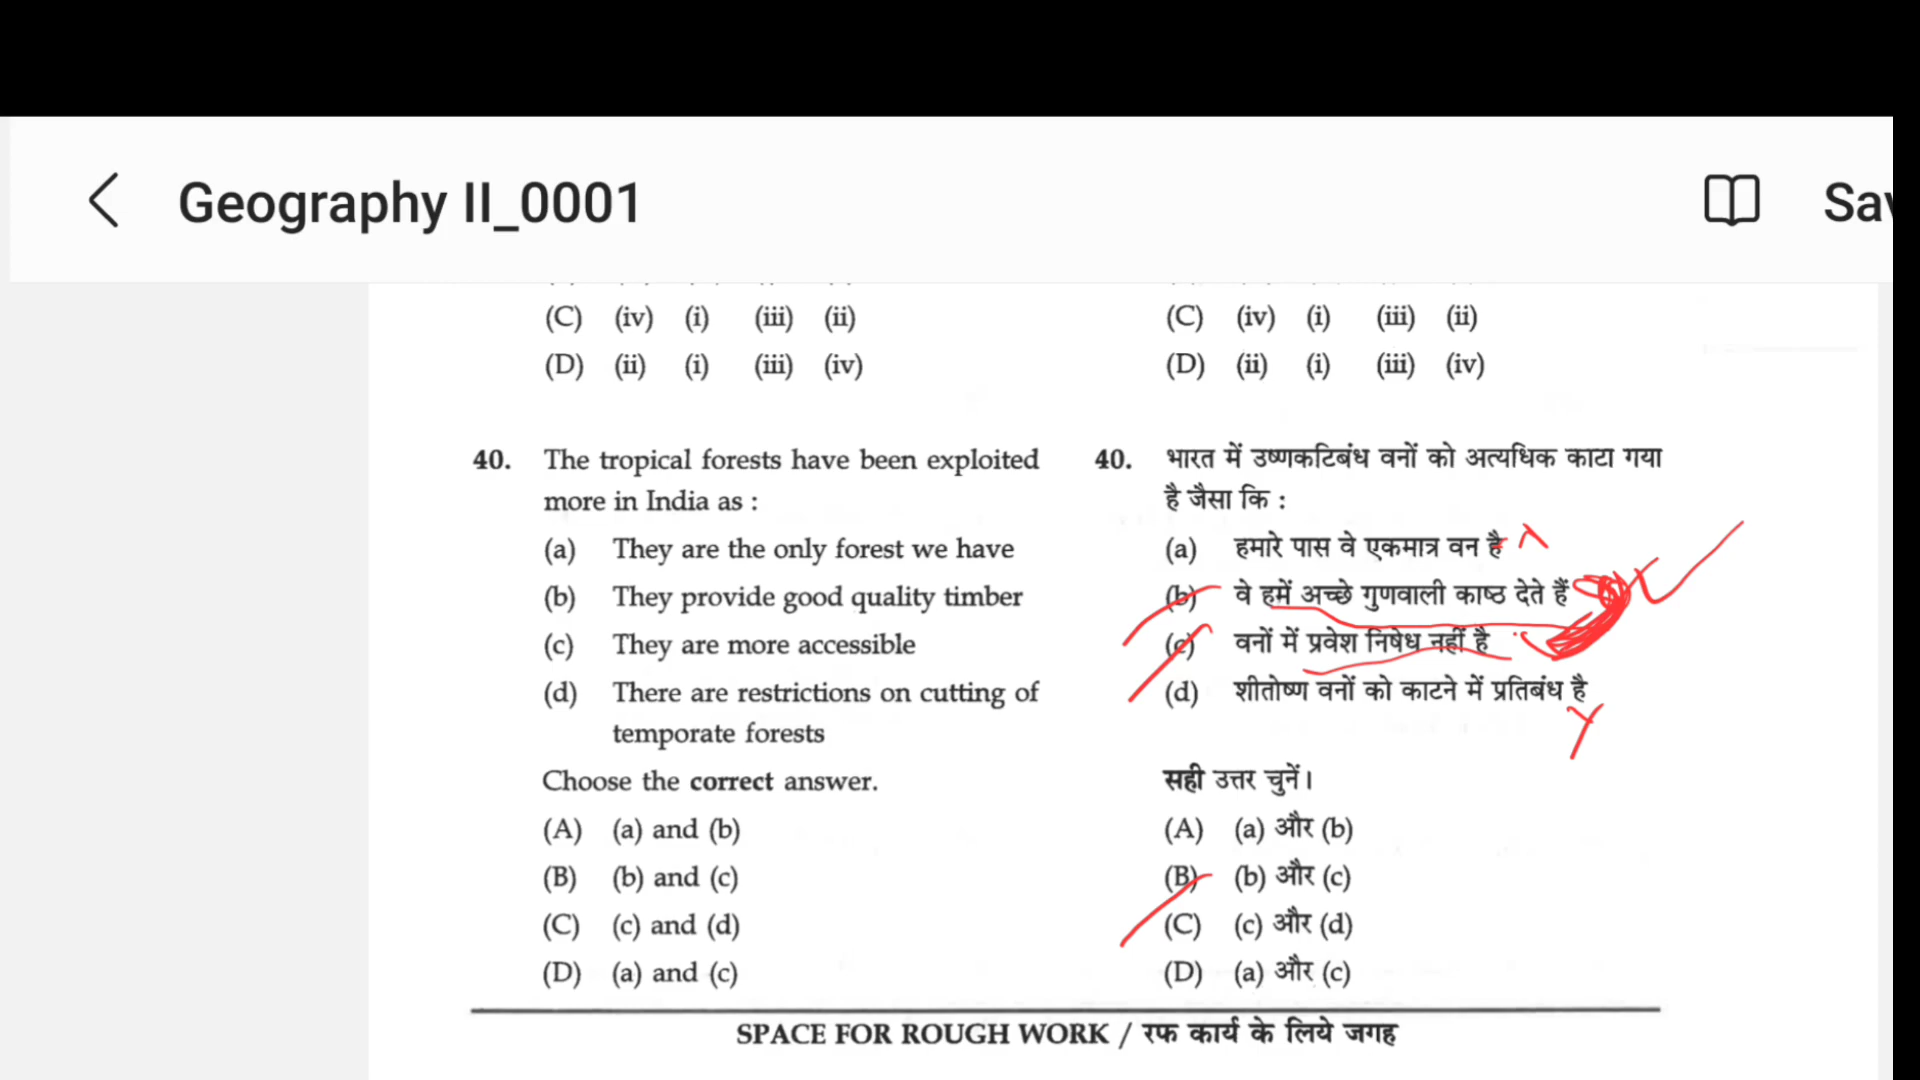 Geography II_0001
Sav
(C) (iv) (i) (iii) (ii)
(D) (ii) (i) (iii) (iv)
40. The tropical forests have been exploited
more in India as :
(a) They are the only forest we have
(b) They provide good quality timber
(c) They are more accessible
(d) There are restrictions on cutting of
temporate forests
Choose the correct answer.
(A) (a) and (b)
(B) (b) and (c)
(C) (c) and (d)
(D) (a) and (c)
(C) (iv) (i) (iii) (ii)
(D) (ii) (i) (iii) (iv)
40. भारत में उष्णकटिबंध वनों को अत्यधिक काटा गया
है जैसा कि :
(a) हमारे पास वे एकमात्र वन है
(b) वे हमें अच्छे गुणवाली काष्ठ देते हैं
(c) वनों में प्रवेश निषेध नहीं है
(d) शीतोष्ण वनों को काटने में प्रतिबंध है
सही उत्तर चुनें।
(A) (a) और (b)
(B) (b) और (c)
(C) (c) और (d)
(D) (a) और (c)
SPACE FOR ROUGH WORK / रफ कार्य के लिये जगह